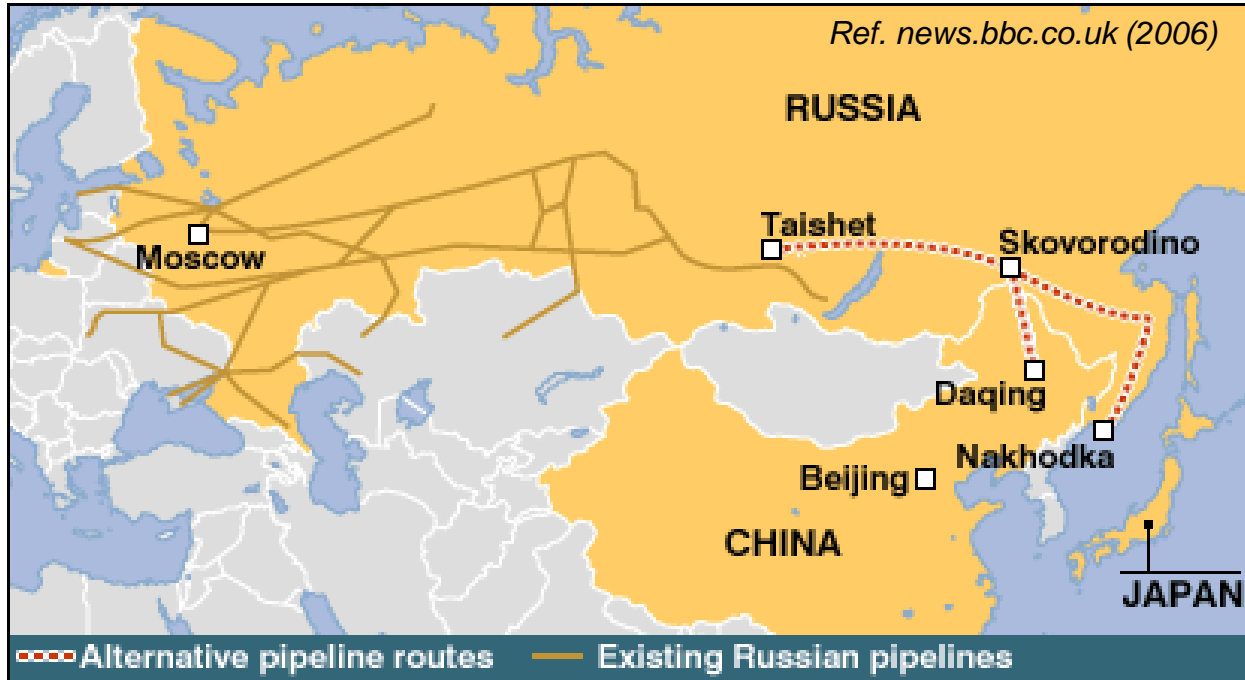 Ref. news.bbc.co.uk (2006)
RUSSIA
Taishet
Skovorodino
Moscow
Daqing
Nakhodka
Beijing
CHINA
JAPAN
Alternative pipeline routes
Existing Russian pipelines